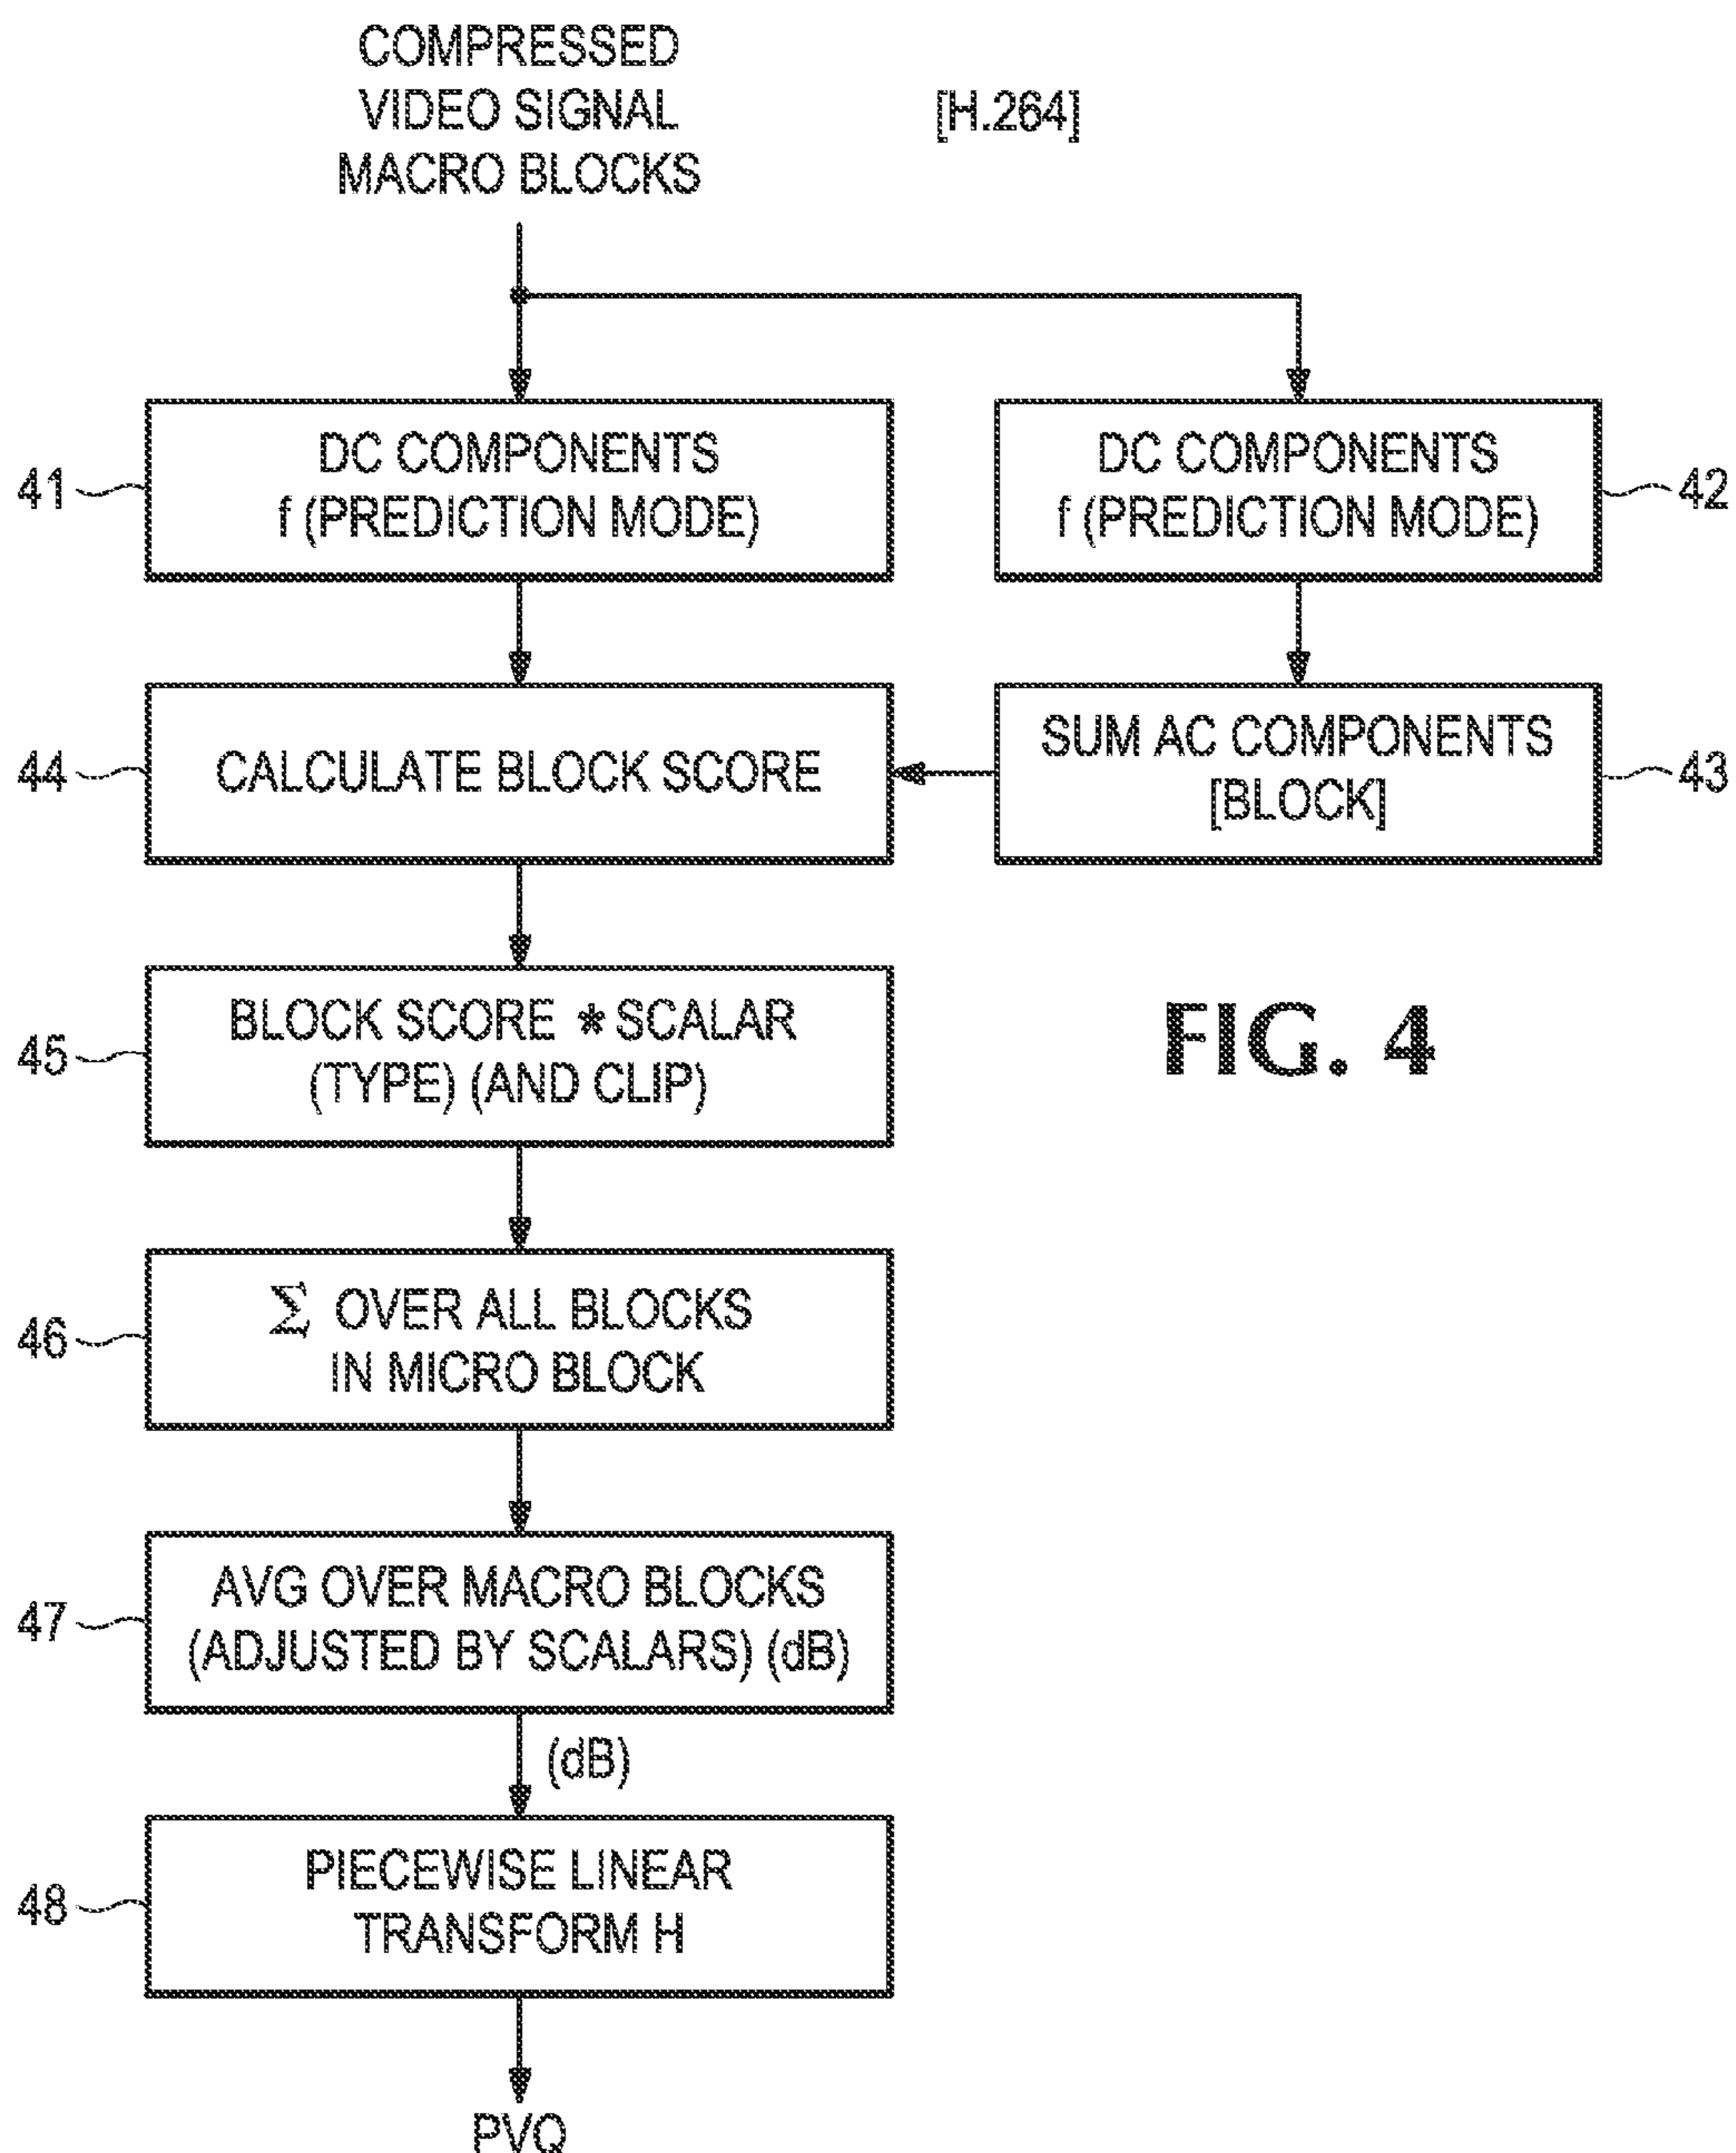 COMPRESSED
VIDEO SIGNAL
MACRO BLOCKS
[H.264]
41
DC COMPONENTS
f (PREDICTION MODE)
DC COMPONENTS
f (PREDICTION MODE)
42
44
CALCULATE BLOCK SCORE
SUM AC COMPONENTS
[BLOCK]
43
45
BLOCK SCORE * SCALAR
(TYPE) (AND CLIP)
FIG. 4
46
Σ OVER ALL BLOCKS
IN MICRO BLOCK
47
AVG OVER MACRO BLOCKS
(ADJUSTED BY SCALARS) (dB)
(dB)
48
PIECEWISE LINEAR
TRANSFORM H
PVQ